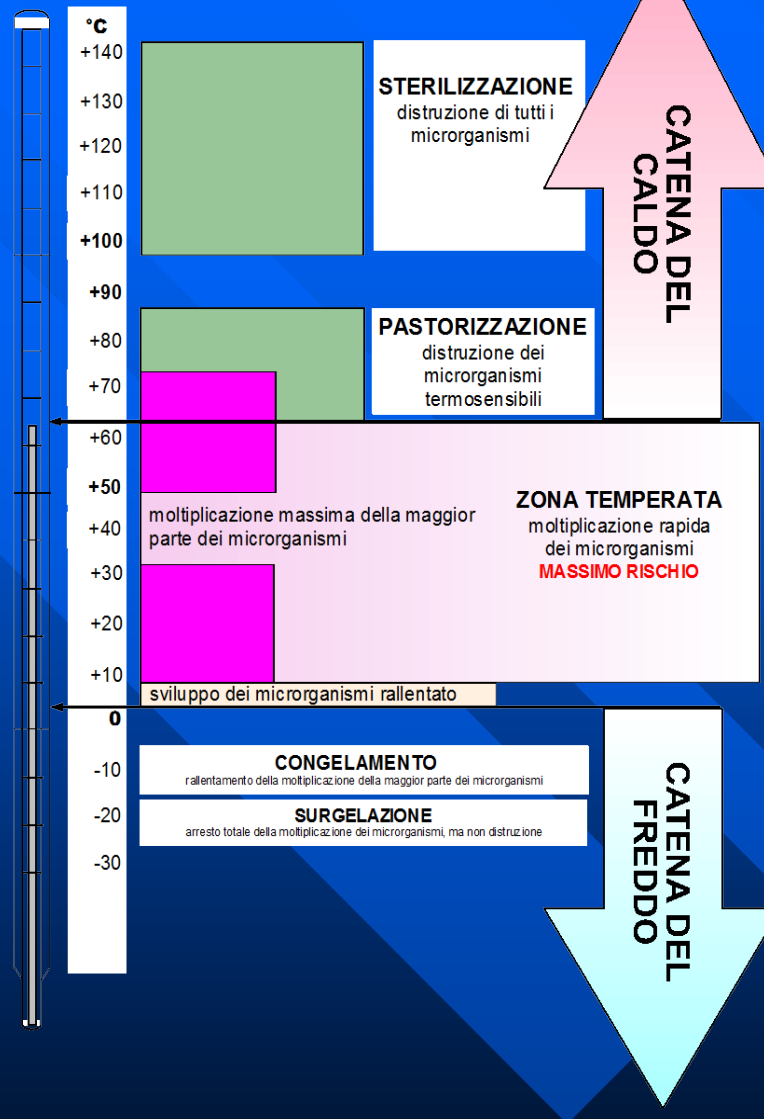 °C
+140
+130
+120
+110
+100
+90
+80
+70
+60
+50
+40
+30
+20
+10
0
-10
-20
-30
STERILIZZAZIONE
distruzione di tutti i
microrganismi
CATENA DEL
CALDO
PASTORIZZAZIONE
distruzione dei
microrganismi
termosensibili
moltiplicazione massima della maggior
parte dei microrganismi
ZONA TEMPERATA
moltiplicazione rapida
dei microrganismi
MASSIMO RISCHIO
sviluppo dei microrganismi rallentato
CONGELAMENTO
rallentamento della moltiplicazione della maggior parte dei microrganismi
SURGELAZIONE
arresto totale della moltiplicazione dei microrganismi, ma non distruzione
CATENA DEL
FREDDO